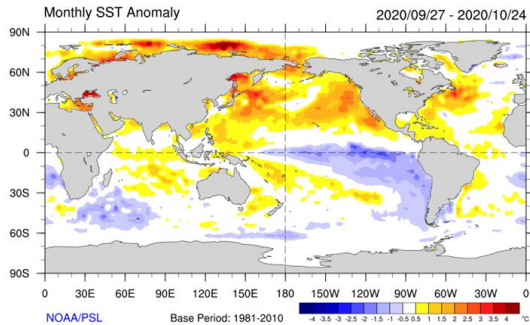 Monthly SST Anomaly 2020/09/27 - 2020/10/24
90N
60N
30N
0
30S
60S
90S
0 30E 60E 90E 120E 150E 180 150W 120W 90W 60W 30W 0
NOAA/PSL Base Period: 1981-2010 -4 -3.5 -3 -2.5 -2 -1.5 -1 -0.5 0.5 1 1.5 2 2.5 3 3.5 4 °C